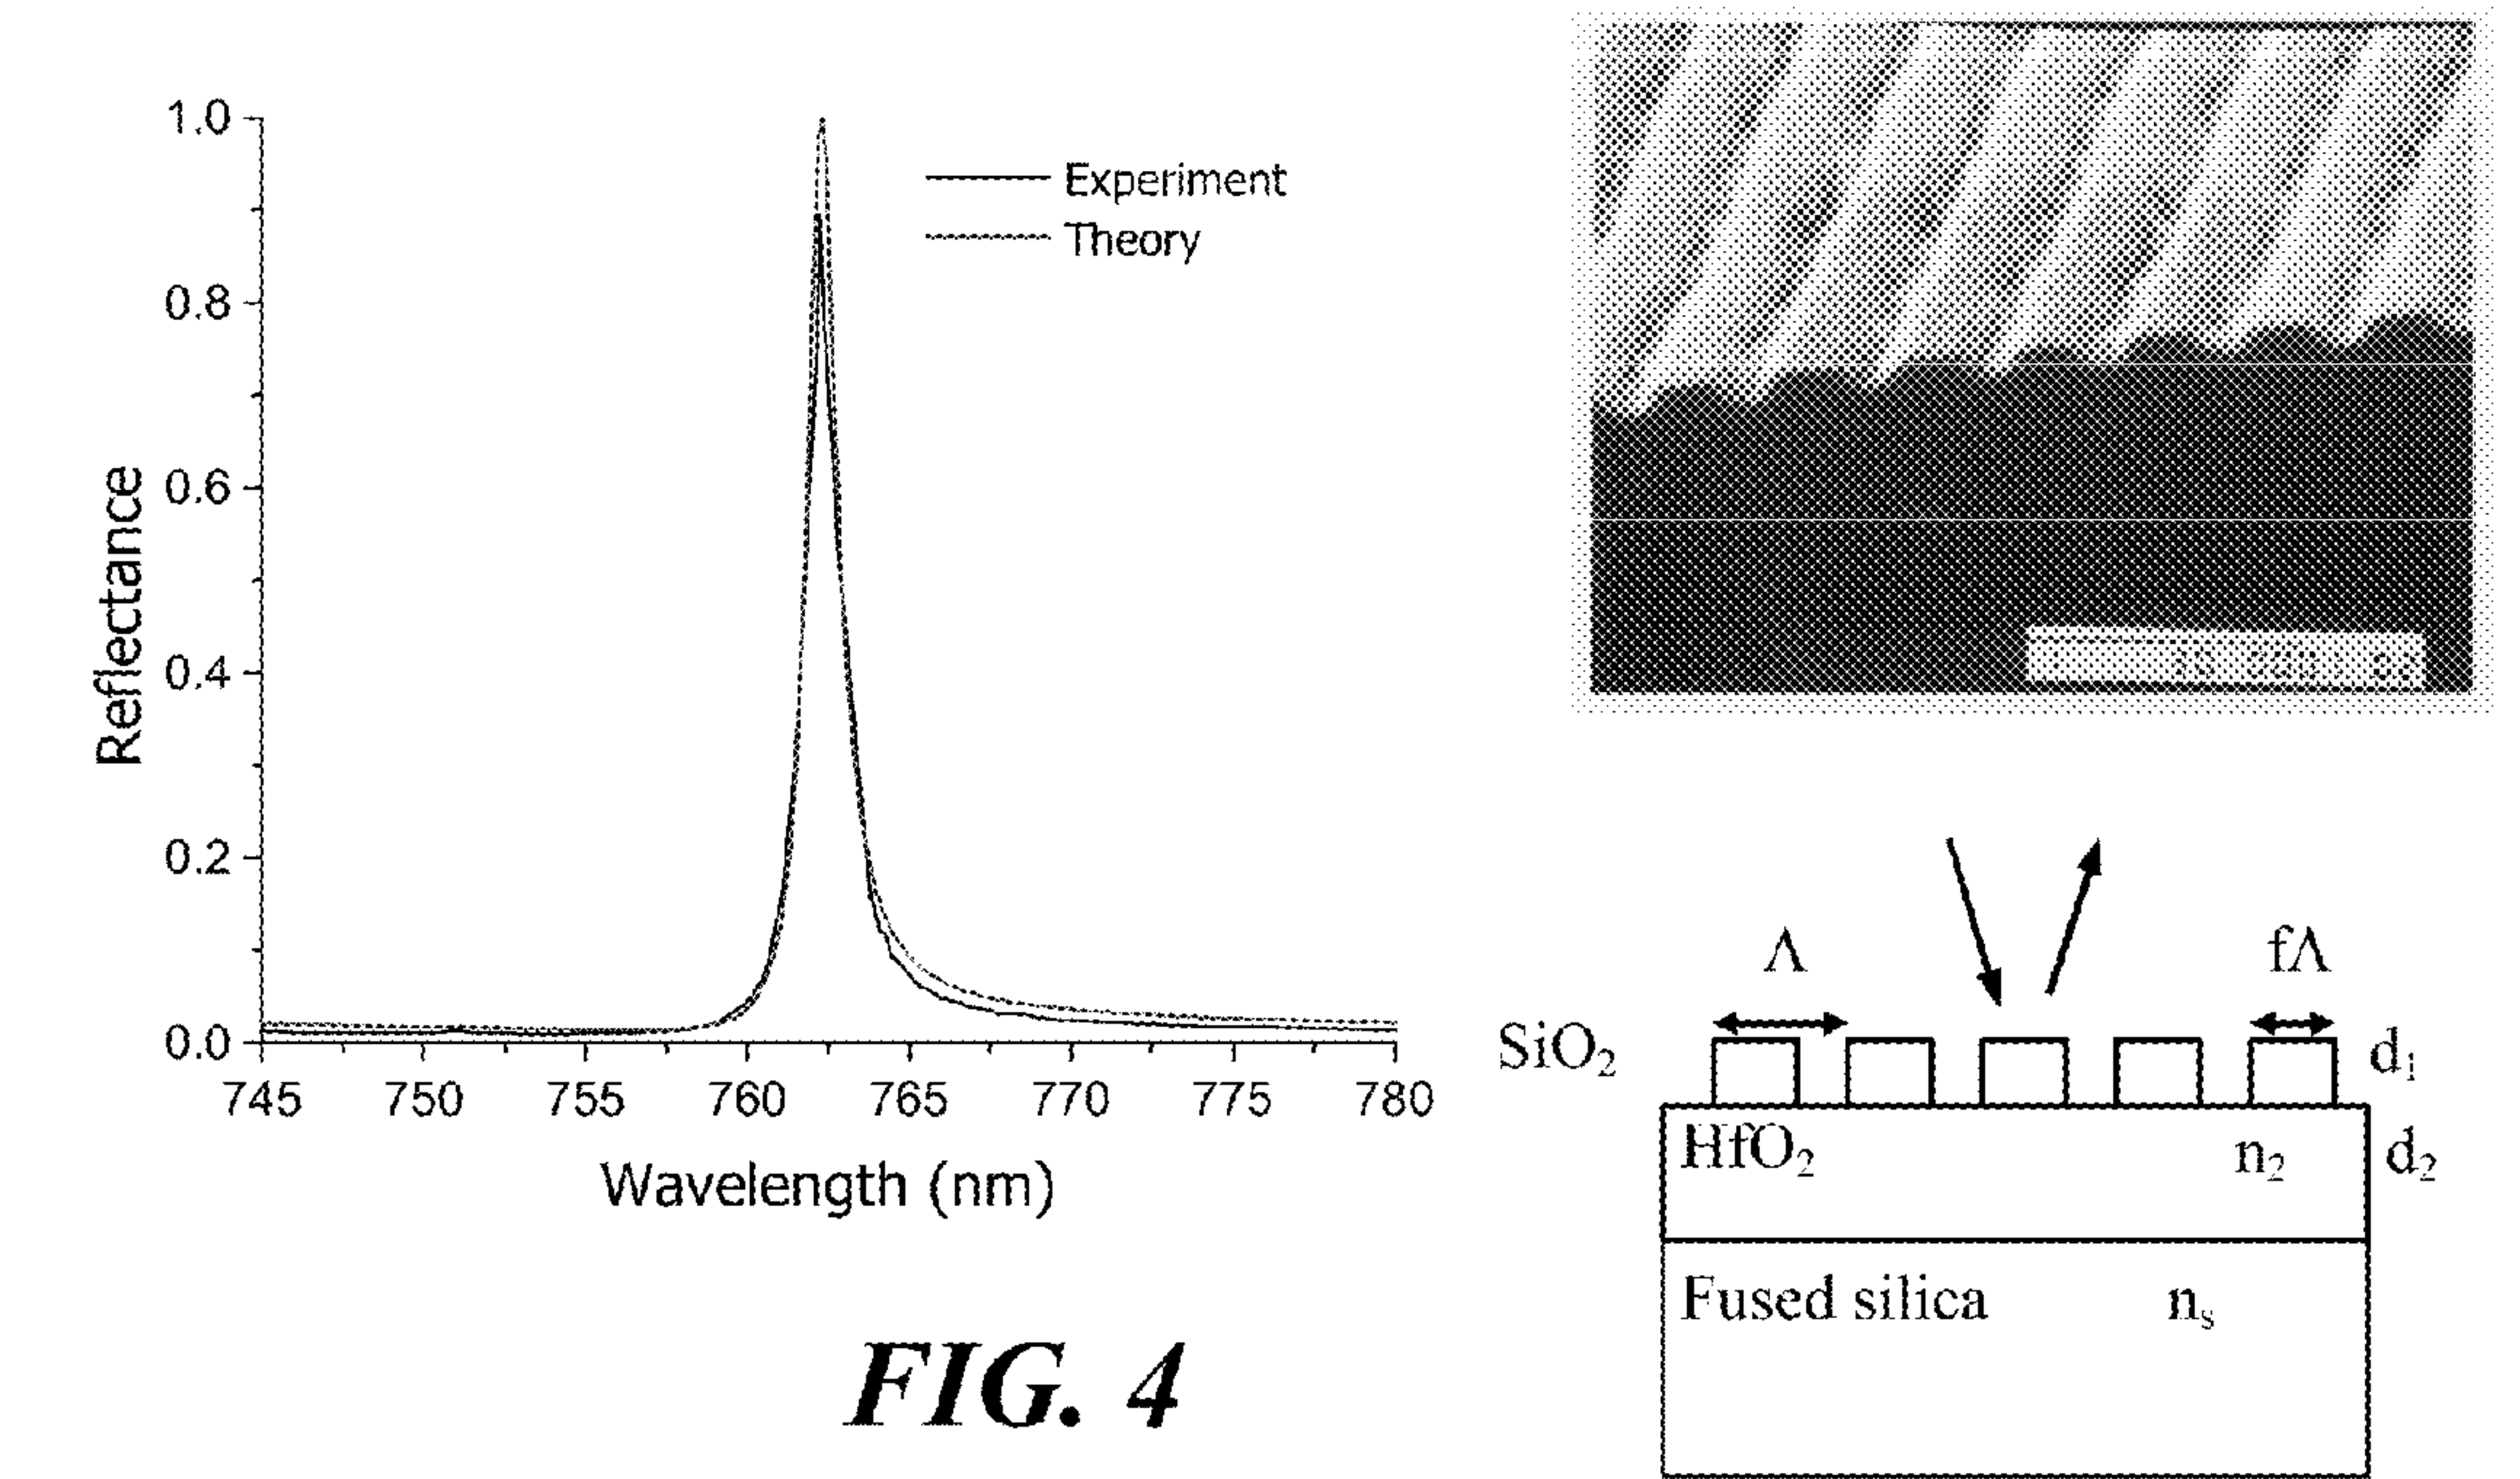 1.0
0.8
0.6
0.4
0.2
0.0
Reflectance
Experiment
Theory
745 750 755 760 765 770 775 780
Wavelength (nm)
Λ fΛ
SiO₂ d₁
HfO₂ n₂ d₂
Fused silica nₛ
FIG. 4